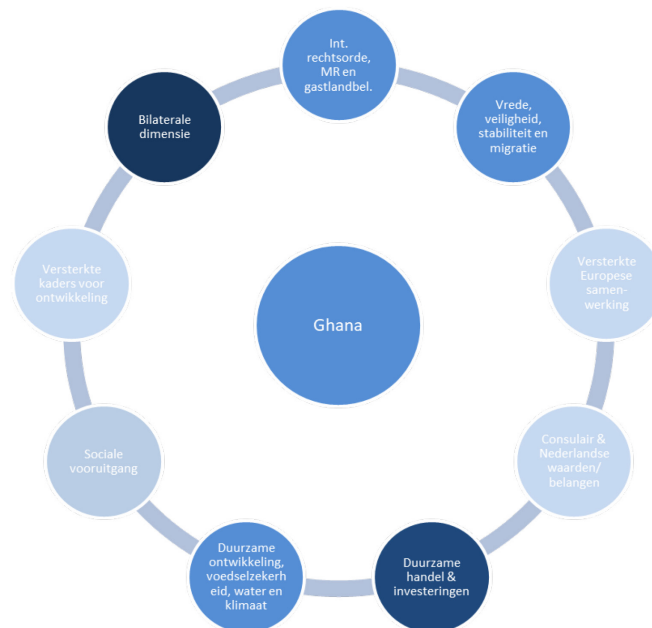 Int.
rechtsorde,
MR en
gastlandbel.
Vrede,
veiligheid,
stabiliteit en
migratie
Versterkte
Europese
samen-
werking
Consulair &
Nederlandse
waarden/
belangen
Duurzame
handel &
investeringen
Duurzame
ontwikkeling,
voedselzekerh
eid, water en
klimaat
Sociale
vooruitgang
Versterkte
kaders voor
ontwikkeling
Bilaterale
dimensie
Ghana